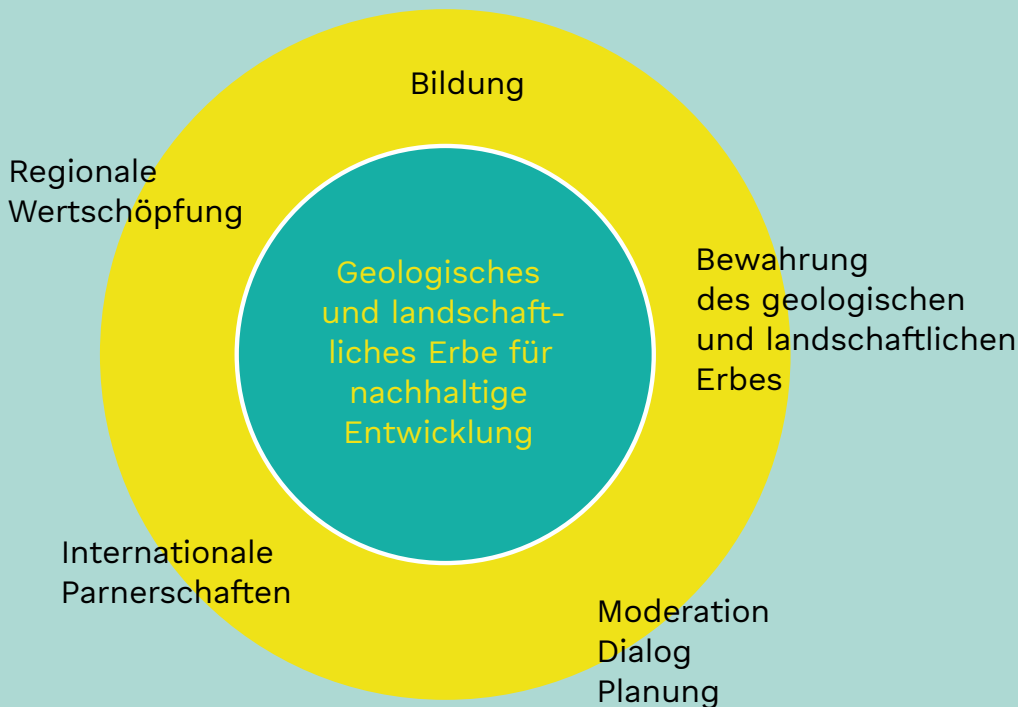 Bildung
Regionale
Wertschöpfung
Geologisches
und landschaft-
liches Erbe für
nachhaltige
Entwicklung
Bewahrung
des geologischen
und landschaftlichen
Erbes
Internationale
Parnerschaften
Moderation
Dialog
Planung